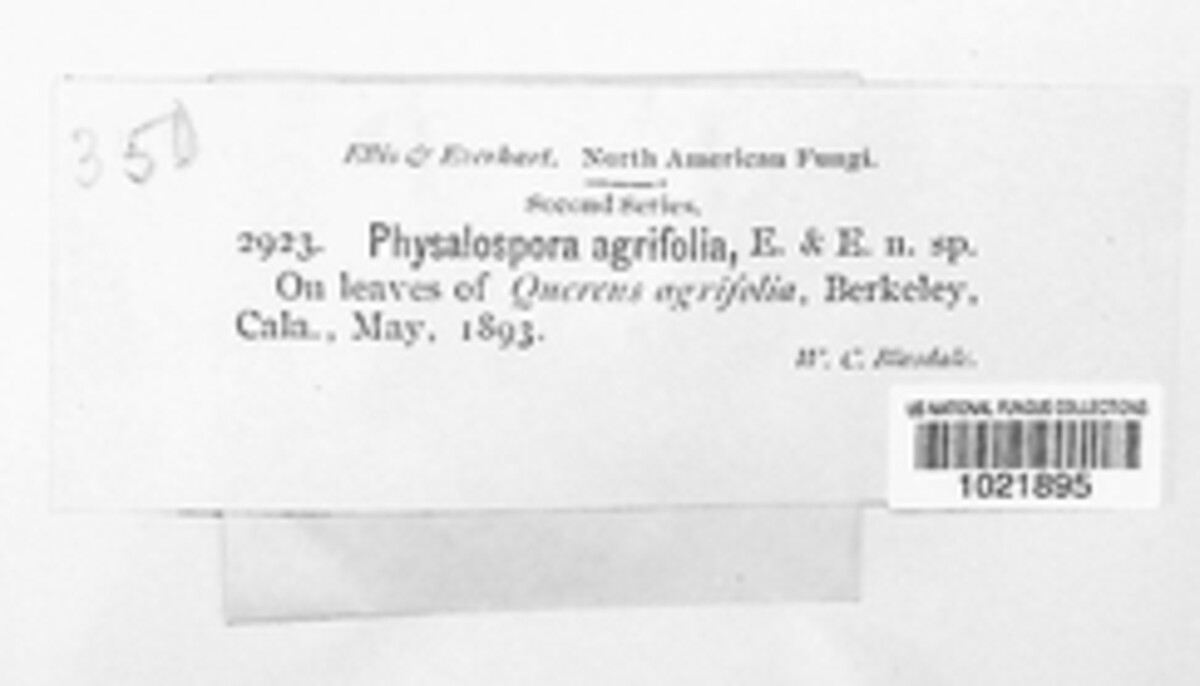 350
Ellis & Everhart. North American Fungi.
Second Series.
2923. Physalospora agrifolia, E. & E. n. sp.
On leaves of Quercus agrifolia, Berkeley,
Cala., May, 1893.
W. C. Blasdale.
US NATIONAL FUNGUS COLLECTIONS
1021895